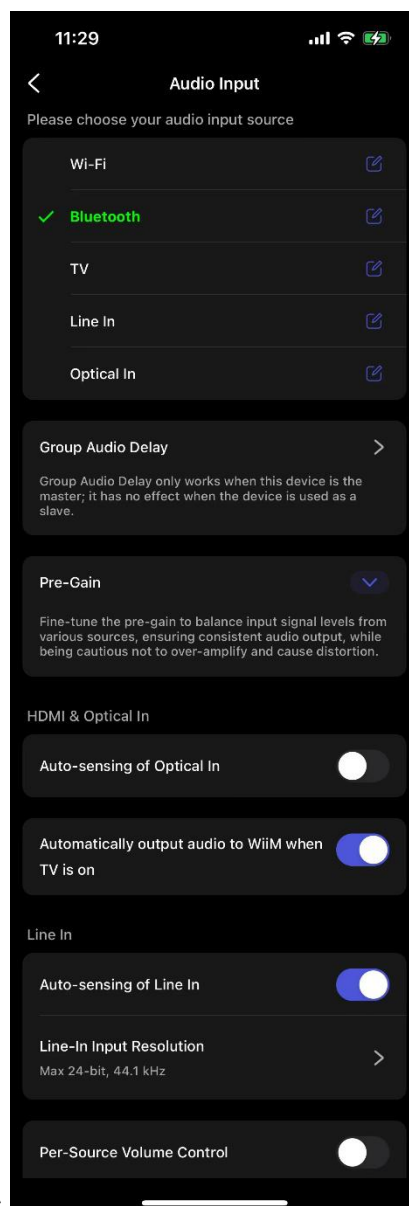 11:29
Audio Input
Please choose your audio input source
Wi-Fi
Bluetooth
TV
Line In
Optical In
Group Audio Delay
Group Audio Delay only works when this device is the
master; it has no effect when the device is used as a
slave.
Pre-Gain
Fine-tune the pre-gain to balance input signal levels from
various sources, ensuring consistent audio output, while
being cautious not to over-amplify and cause distortion.
HDMI & Optical In
Auto-sensing of Optical In
Automatically output audio to WiiM when
TV is on
Line In
Auto-sensing of Line In
Line-In Input Resolution
Max 24-bit, 44.1 kHz
Per-Source Volume Control